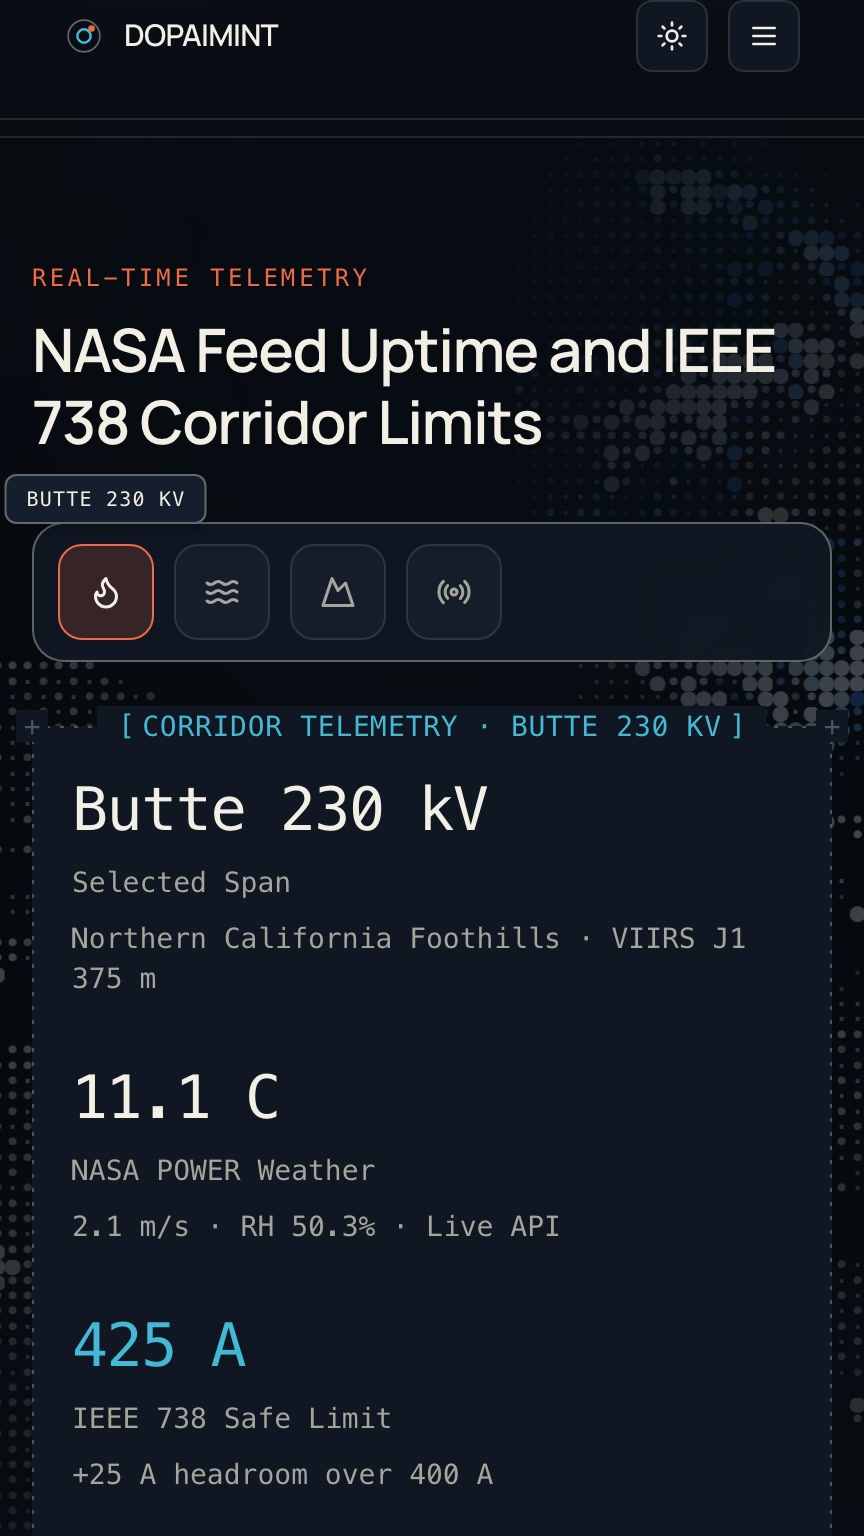 DOPAIMINT
REAL-TIME TELEMETRY
NASA Feed Uptime and IEEE
738 Corridor Limits
BUTTE 230 KV
[ CORRIDOR TELEMETRY · BUTTE 230 KV ]
Butte 230 kV
Selected Span
Northern California Foothills · VIIRS J1
375 m
11.1 C
NASA POWER Weather
2.1 m/s · RH 50.3% · Live API
425 A
IEEE 738 Safe Limit
+25 A headroom over 400 A